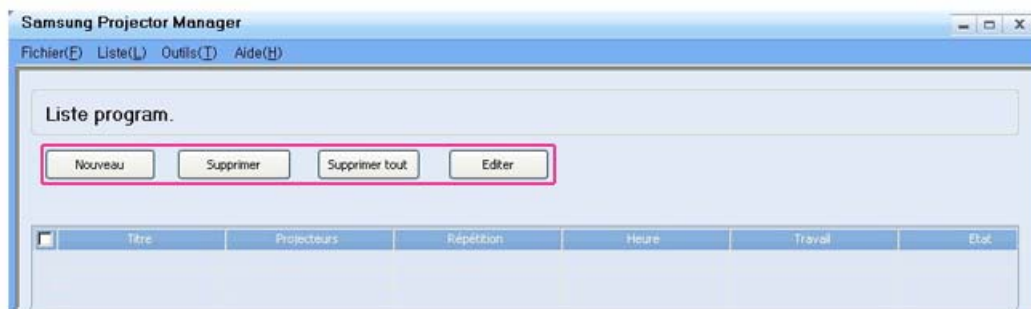 Samsung Projector Manager
Fichier(F) Liste(L) Outils(T) Aide(H)
Liste program.
Nouveau Supprimer Supprimer tout Editer
Titre Projecteurs Répétition Heure Travail Etat